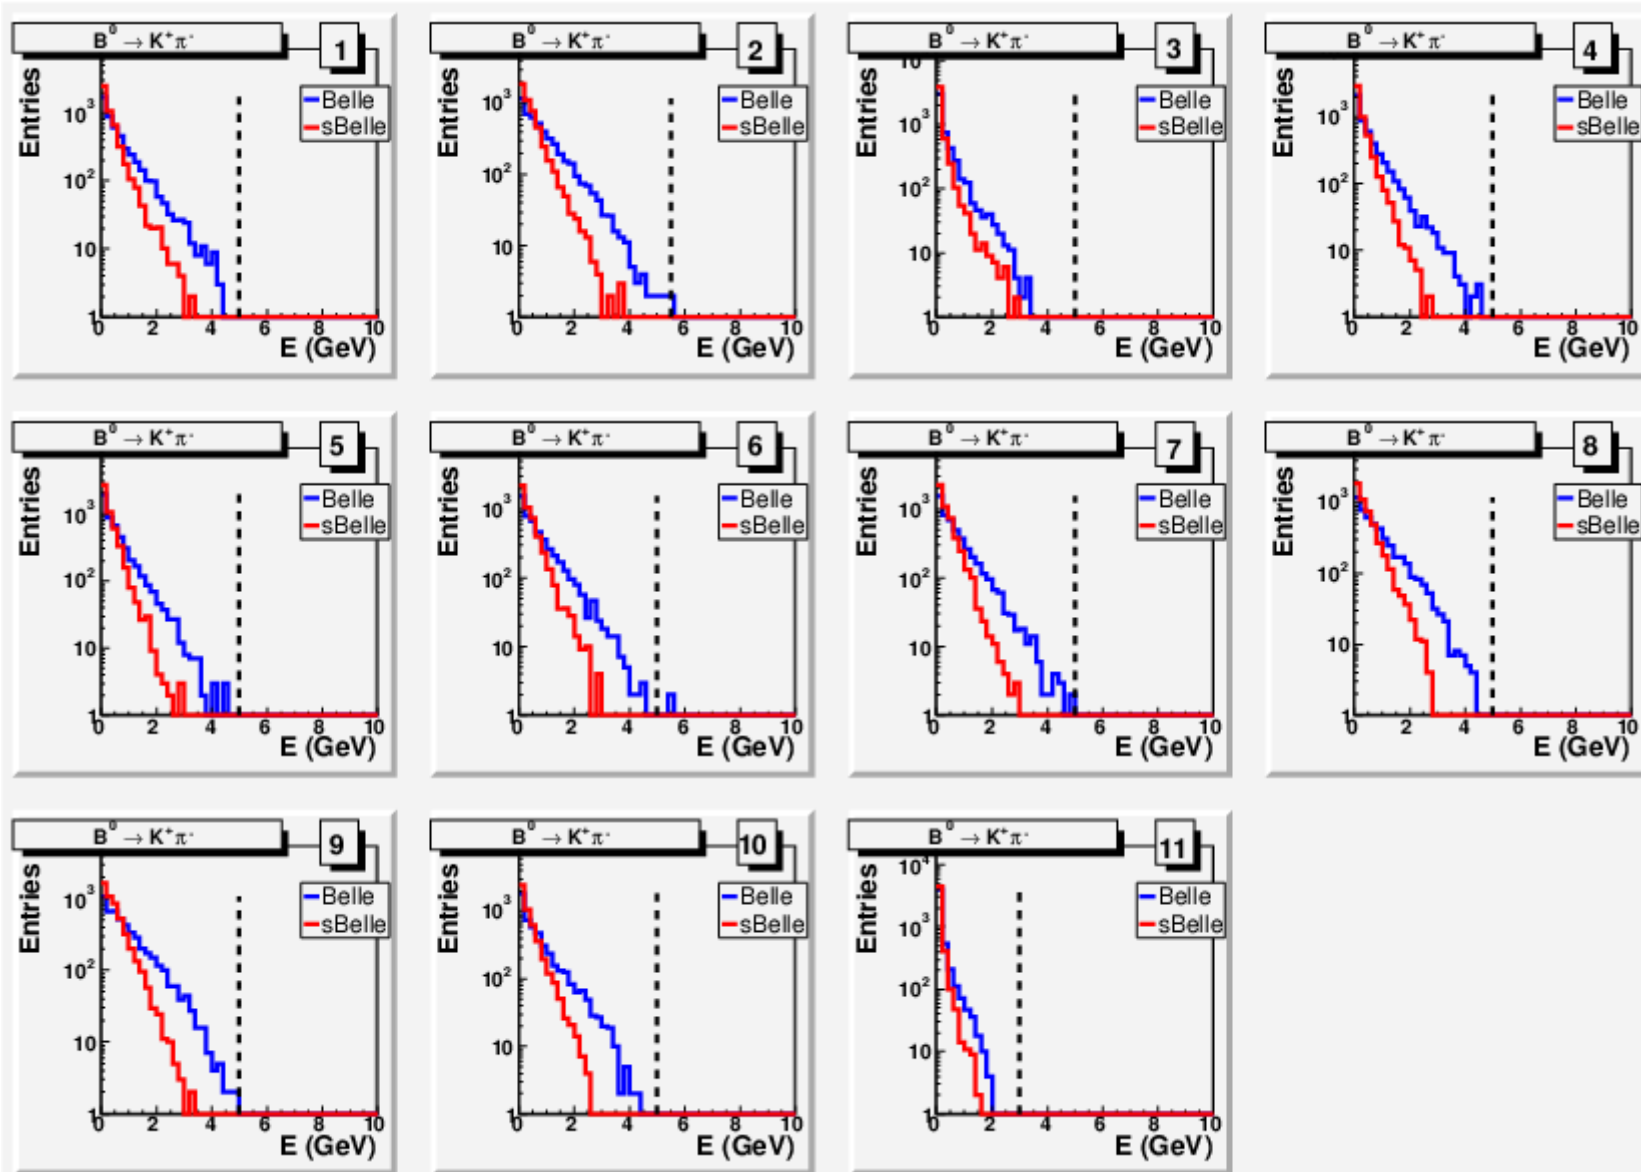 B⁰ → K⁺π⁻
1
Entries
10³
10²
10
1
Belle
sBelle
0 2 4 6 8 10
E (GeV)
B⁰ → K⁺π⁻
2
Entries
10³
10²
10
1
Belle
sBelle
0 2 4 6 8 10
E (GeV)
B⁰ → K⁺π⁻
3
Entries
10³
10²
10
1
Belle
sBelle
0 2 4 6 8 10
E (GeV)
B⁰ → K⁺π⁻
4
Entries
10³
10²
10
1
Belle
sBelle
0 2 4 6 8 10
E (GeV)
B⁰ → K⁺π⁻
5
Entries
10³
10²
10
1
Belle
sBelle
0 2 4 6 8 10
E (GeV)
B⁰ → K⁺π⁻
6
Entries
10³
10²
10
1
Belle
sBelle
0 2 4 6 8 10
E (GeV)
B⁰ → K⁺π⁻
7
Entries
10³
10²
10
1
Belle
sBelle
0 2 4 6 8 10
E (GeV)
B⁰ → K⁺π⁻
8
Entries
10³
10²
10
1
Belle
sBelle
0 2 4 6 8 10
E (GeV)
B⁰ → K⁺π⁻
9
Entries
10³
10²
10
1
Belle
sBelle
0 2 4 6 8 10
E (GeV)
B⁰ → K⁺π⁻
10
Entries
10³
10²
10
1
Belle
sBelle
0 2 4 6 8 10
E (GeV)
B⁰ → K⁺π⁻
11
Entries
10⁴
10³
10²
10
1
Belle
sBelle
0 2 4 6 8 10
E (GeV)